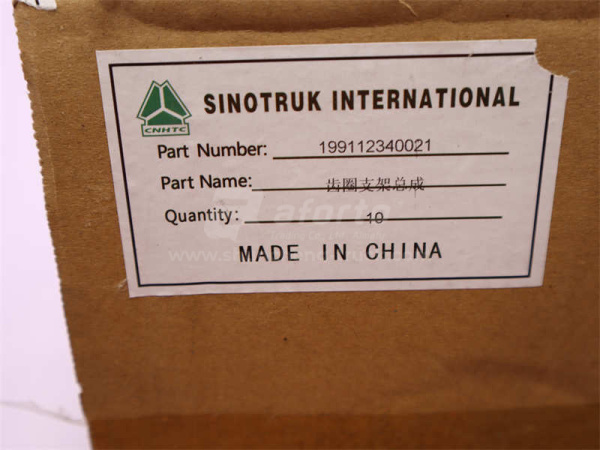 CNHTC
SINOTRUK INTERNATIONAL
Part Number: 199112340021
Part Name: 齿圈支架总成
Quantity: 10
MADE IN CHINA